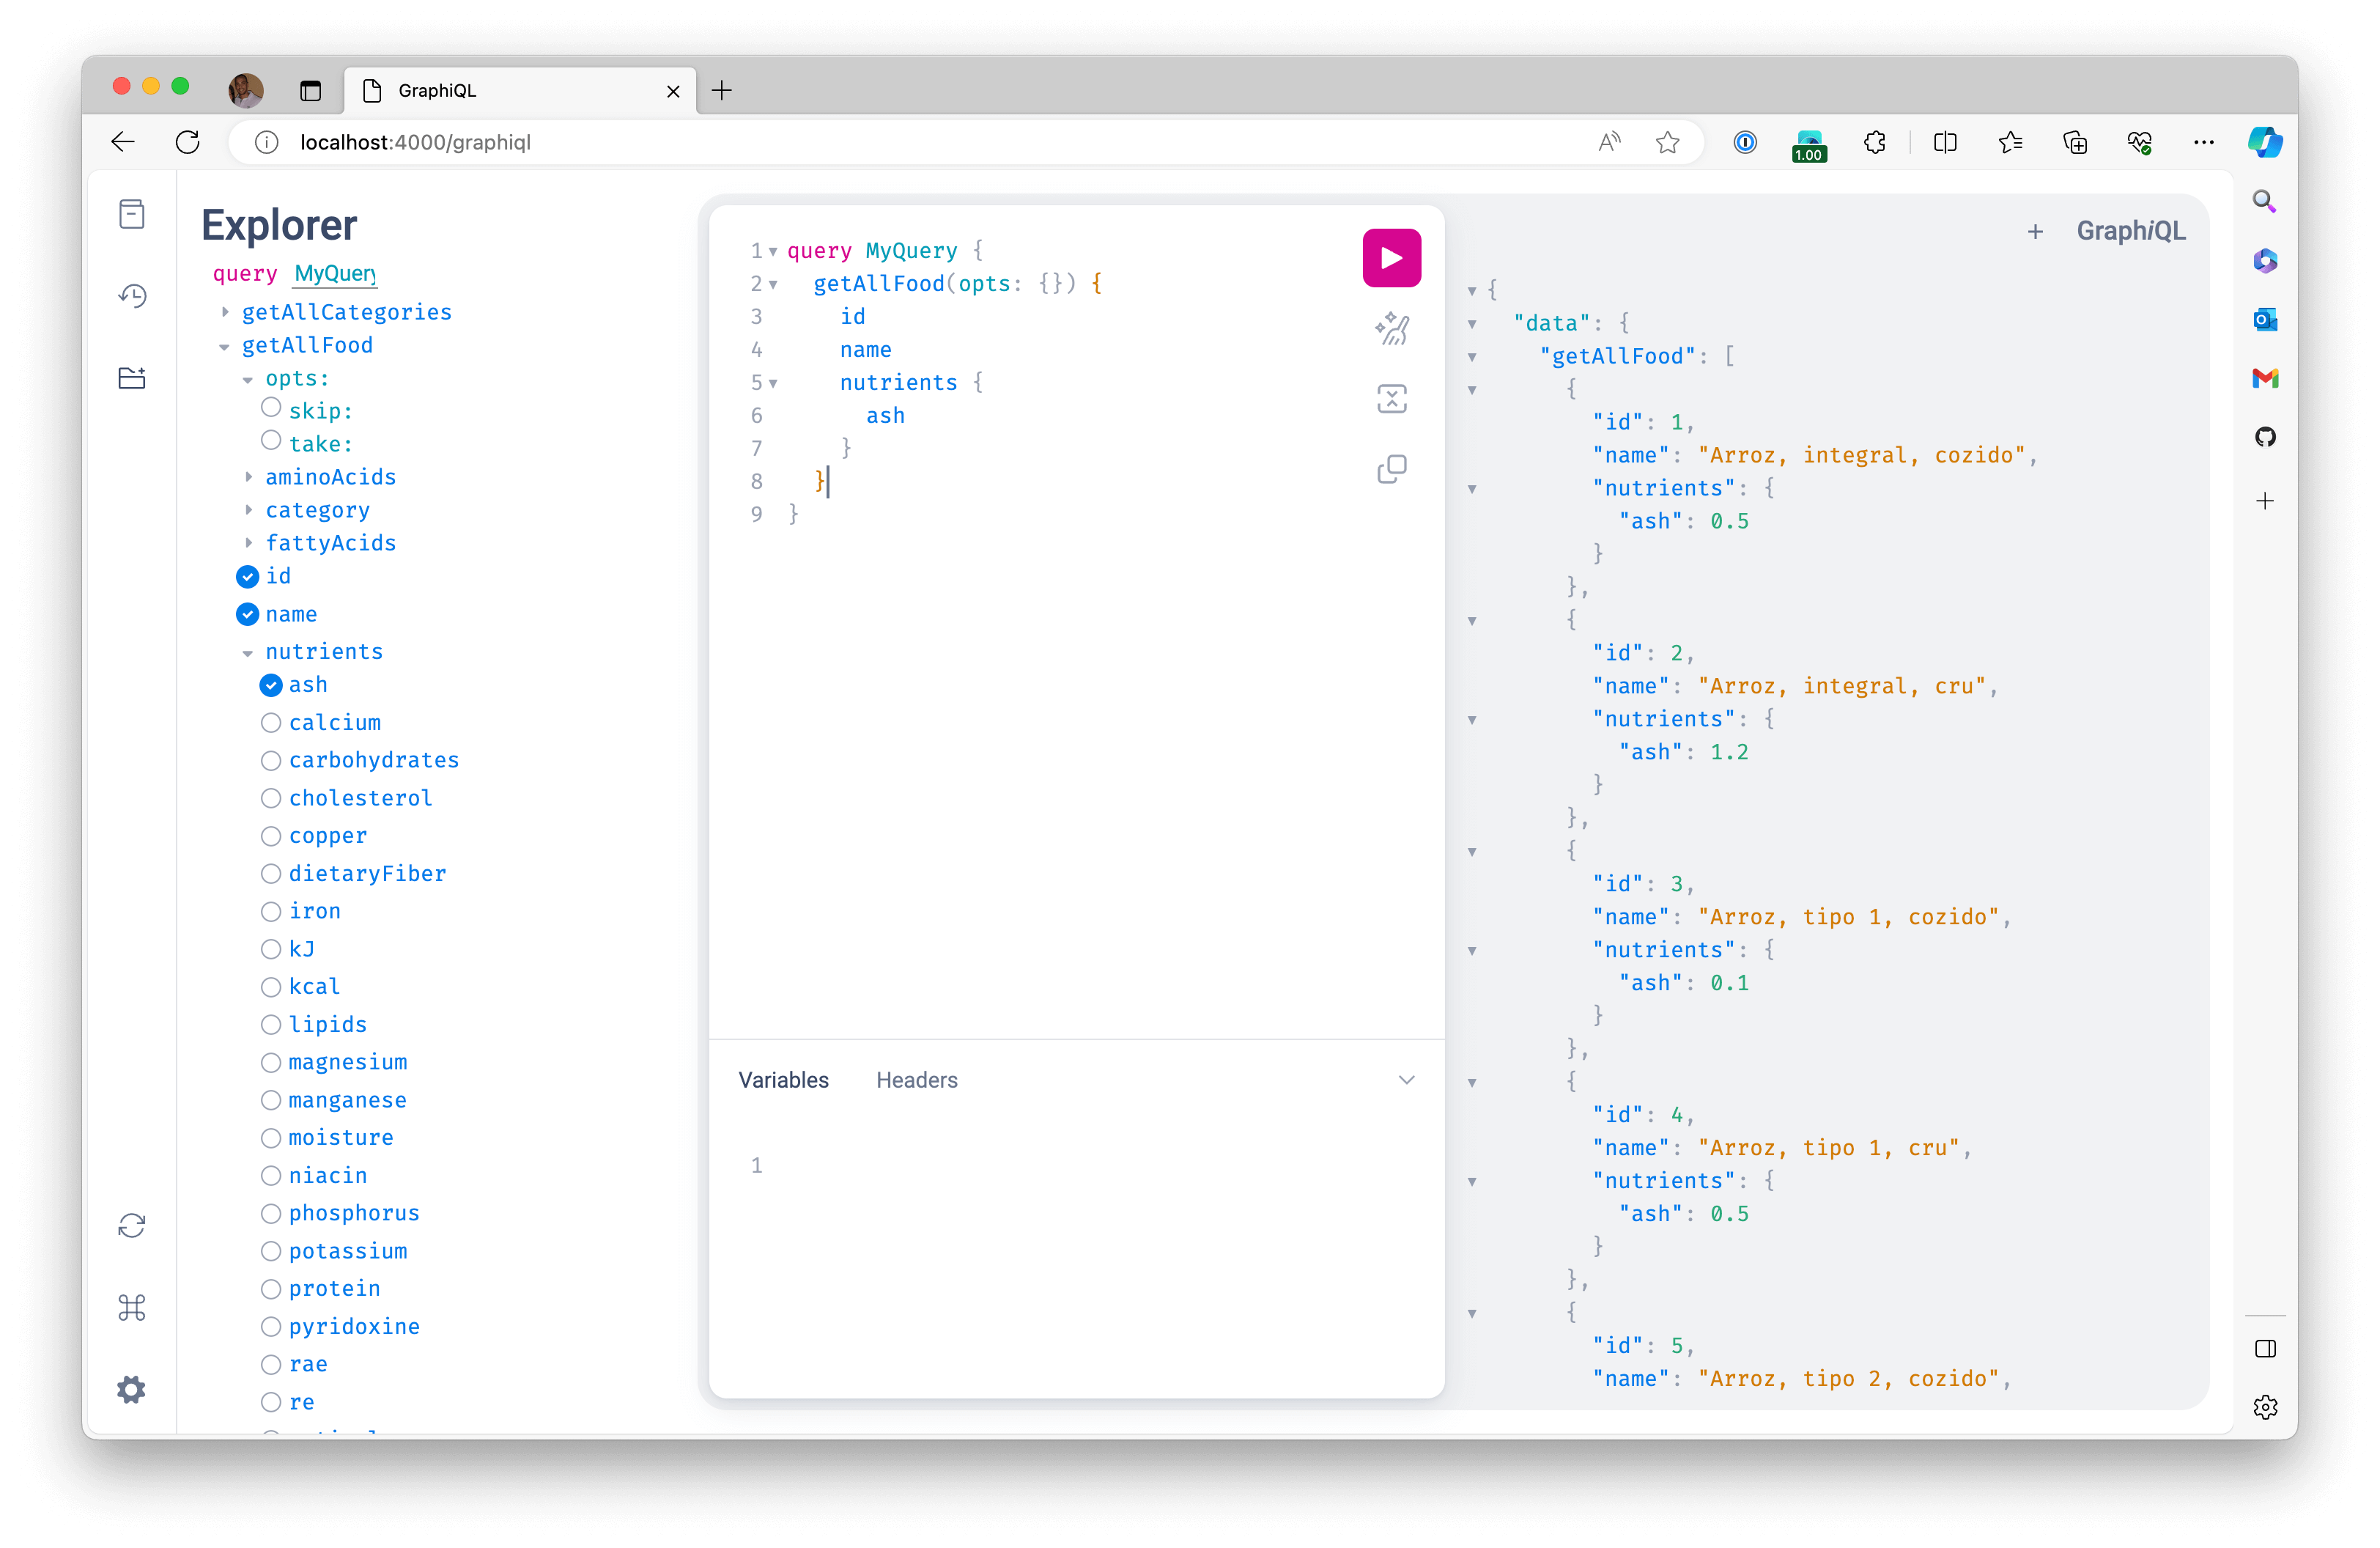 GraphiQL
localhost:4000/graphiql
1.00
Explorer
query MyQuery
getAllCategories
getAllFood
opts:
skip:
take:
aminoAcids
category
fattyAcids
id
name
nutrients
ash
calcium
carbohydrates
cholesterol
copper
dietaryFiber
iron
kJ
kcal
lipids
magnesium
manganese
moisture
niacin
phosphorus
potassium
protein
pyridoxine
rae
re
1 query MyQuery {
2 getAllFood(opts: {}) {
3 id
4 name
5 nutrients {
6 ash
7 }
8 }
9 }
Variables Headers
1
+ GraphiQL
{
"data": {
"getAllFood": [
{
"id": 1,
"name": "Arroz, integral, cozido",
"nutrients": {
"ash": 0.5
}
},
{
"id": 2,
"name": "Arroz, integral, cru",
"nutrients": {
"ash": 1.2
}
},
{
"id": 3,
"name": "Arroz, tipo 1, cozido",
"nutrients": {
"ash": 0.1
}
},
{
"id": 4,
"name": "Arroz, tipo 1, cru",
"nutrients": {
"ash": 0.5
}
},
{
"id": 5,
"name": "Arroz, tipo 2, cozido",